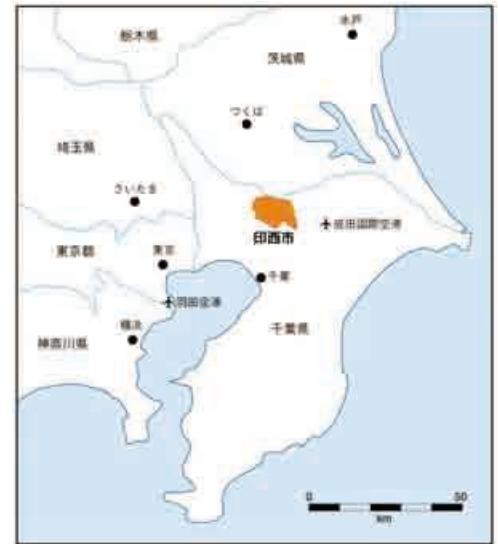 水戸
栃木県
茨城県
つくば
埼玉県
さいたま
成田国際空港
印西市
東京都
東京
千葉
羽田空港
千葉県
横浜
神奈川県
0 50
km